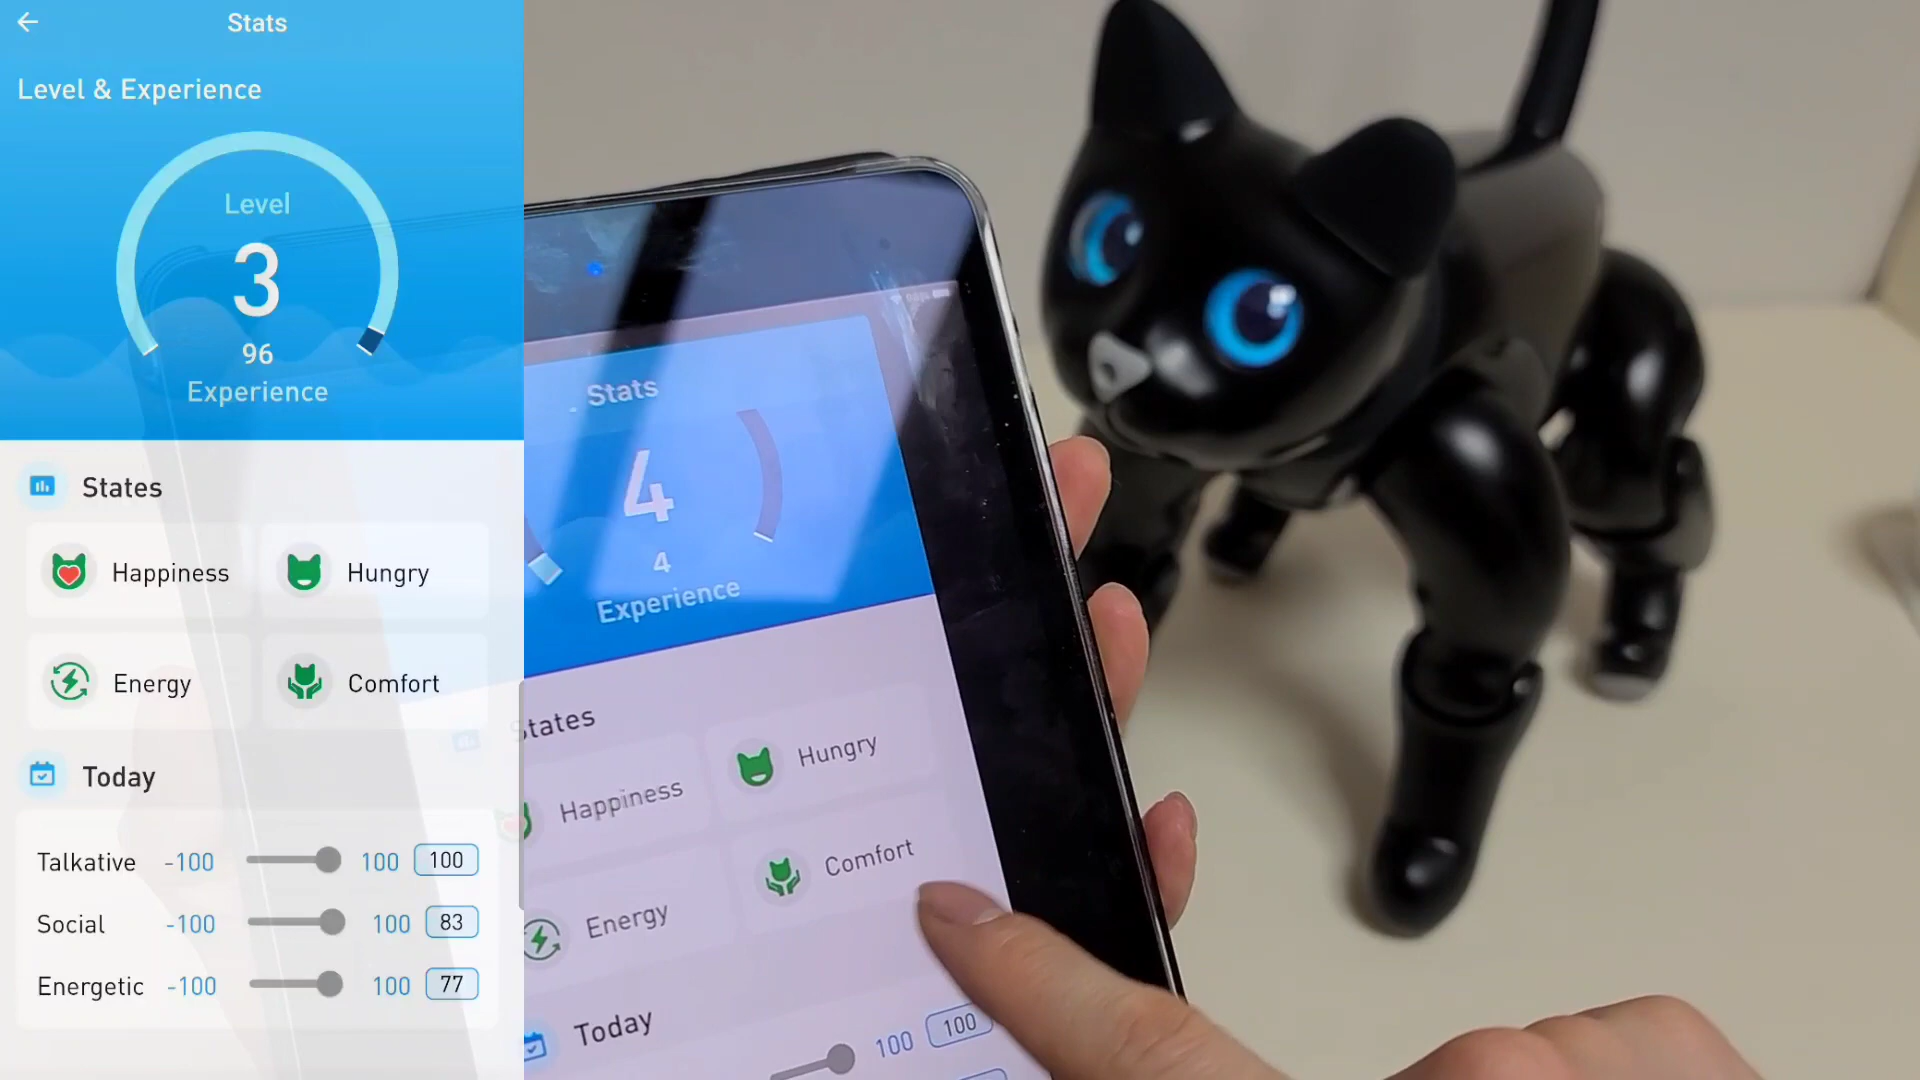 Stats
Level & Experience
Level
3
96
Experience
States
Happiness
Hungry
Energy
Comfort
Today
Talkative -100 100 100
Social -100 100 83
Energetic -100 100 77
Stats
4
4
Experience
States
Happiness
Hungry
Energy
Comfort
Today
100 100